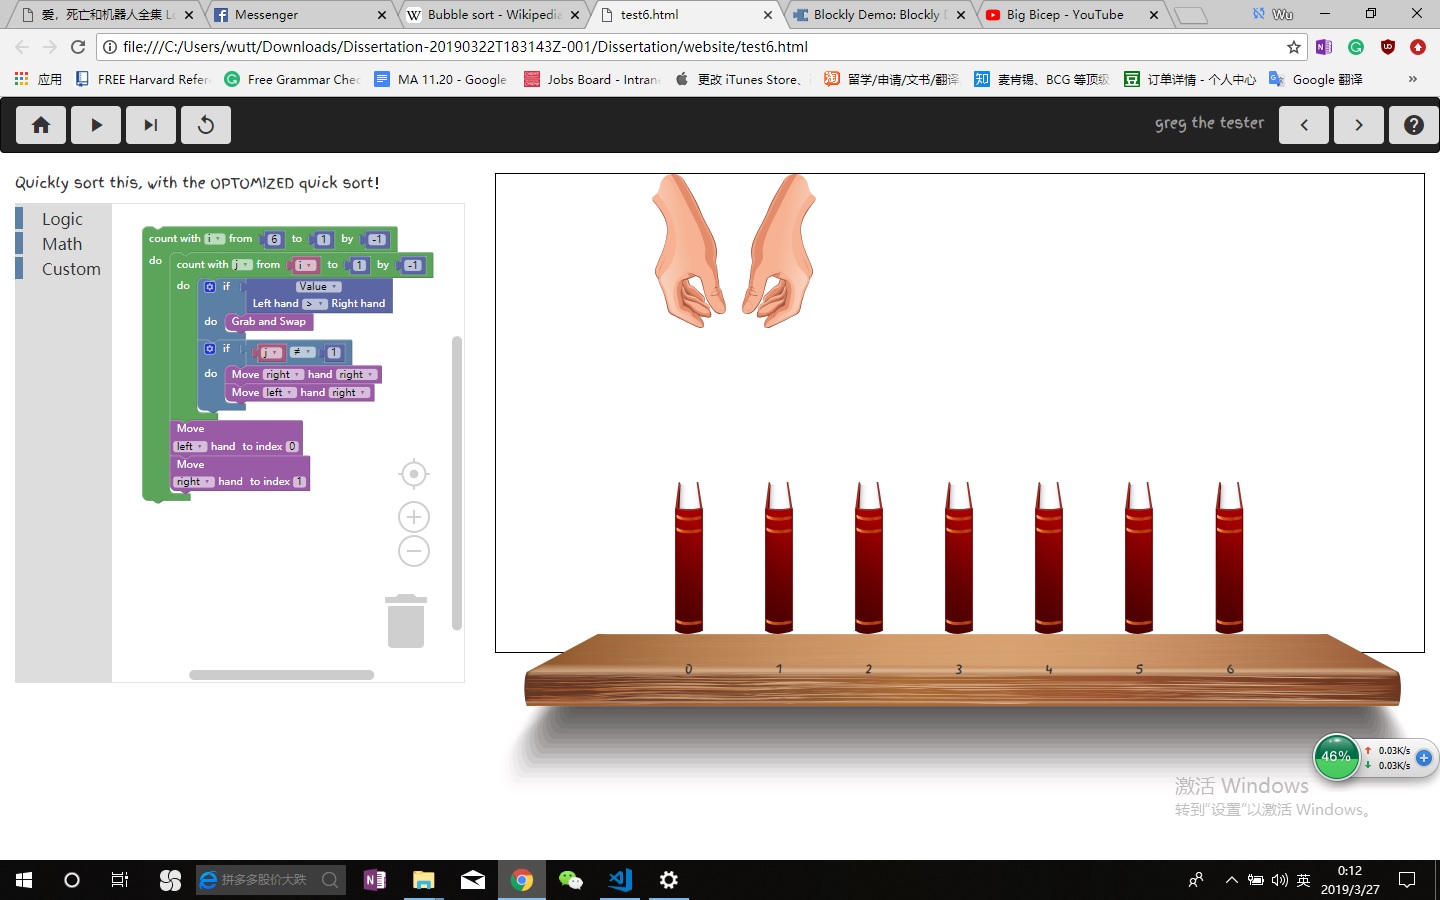 爱，死亡和机器人全集
Messenger
Bubble sort - Wikipedia
test6.html
Blockly Demo: Blockly
Big Bicep - YouTube
Wu
file:///C:/Users/wutt/Downloads/Dissertation-20190322T183143Z-001/Dissertation/website/test6.html
应用
FREE Harvard Refer
Free Grammar Chec
MA 11.20 - Google
Jobs Board - Intran
更改 iTunes Store、
留学/申请/文书/翻译
麦肯锡、BCG 等顶级
订单详情 - 个人中心
Google 翻译
»
greg the tester
Quickly sort this, with the OPTOMIZED quick sort!
Logic
Math
Custom
count with i from 6 to 1 by -1
do count with j from i to 1 by -1
do if Value
Left hand > Right hand
do Grab and Swap
if j ≠ 1
do Move right hand right
Move left hand right
Move
left hand to index 0
Move
right hand to index 1
0 1 2 3 4 5 6
46%
0.03K/s
0.03K/s
激活 Windows
转到"设置"以激活 Windows。
拼多多股价大跌
英
0:12
2019/3/27